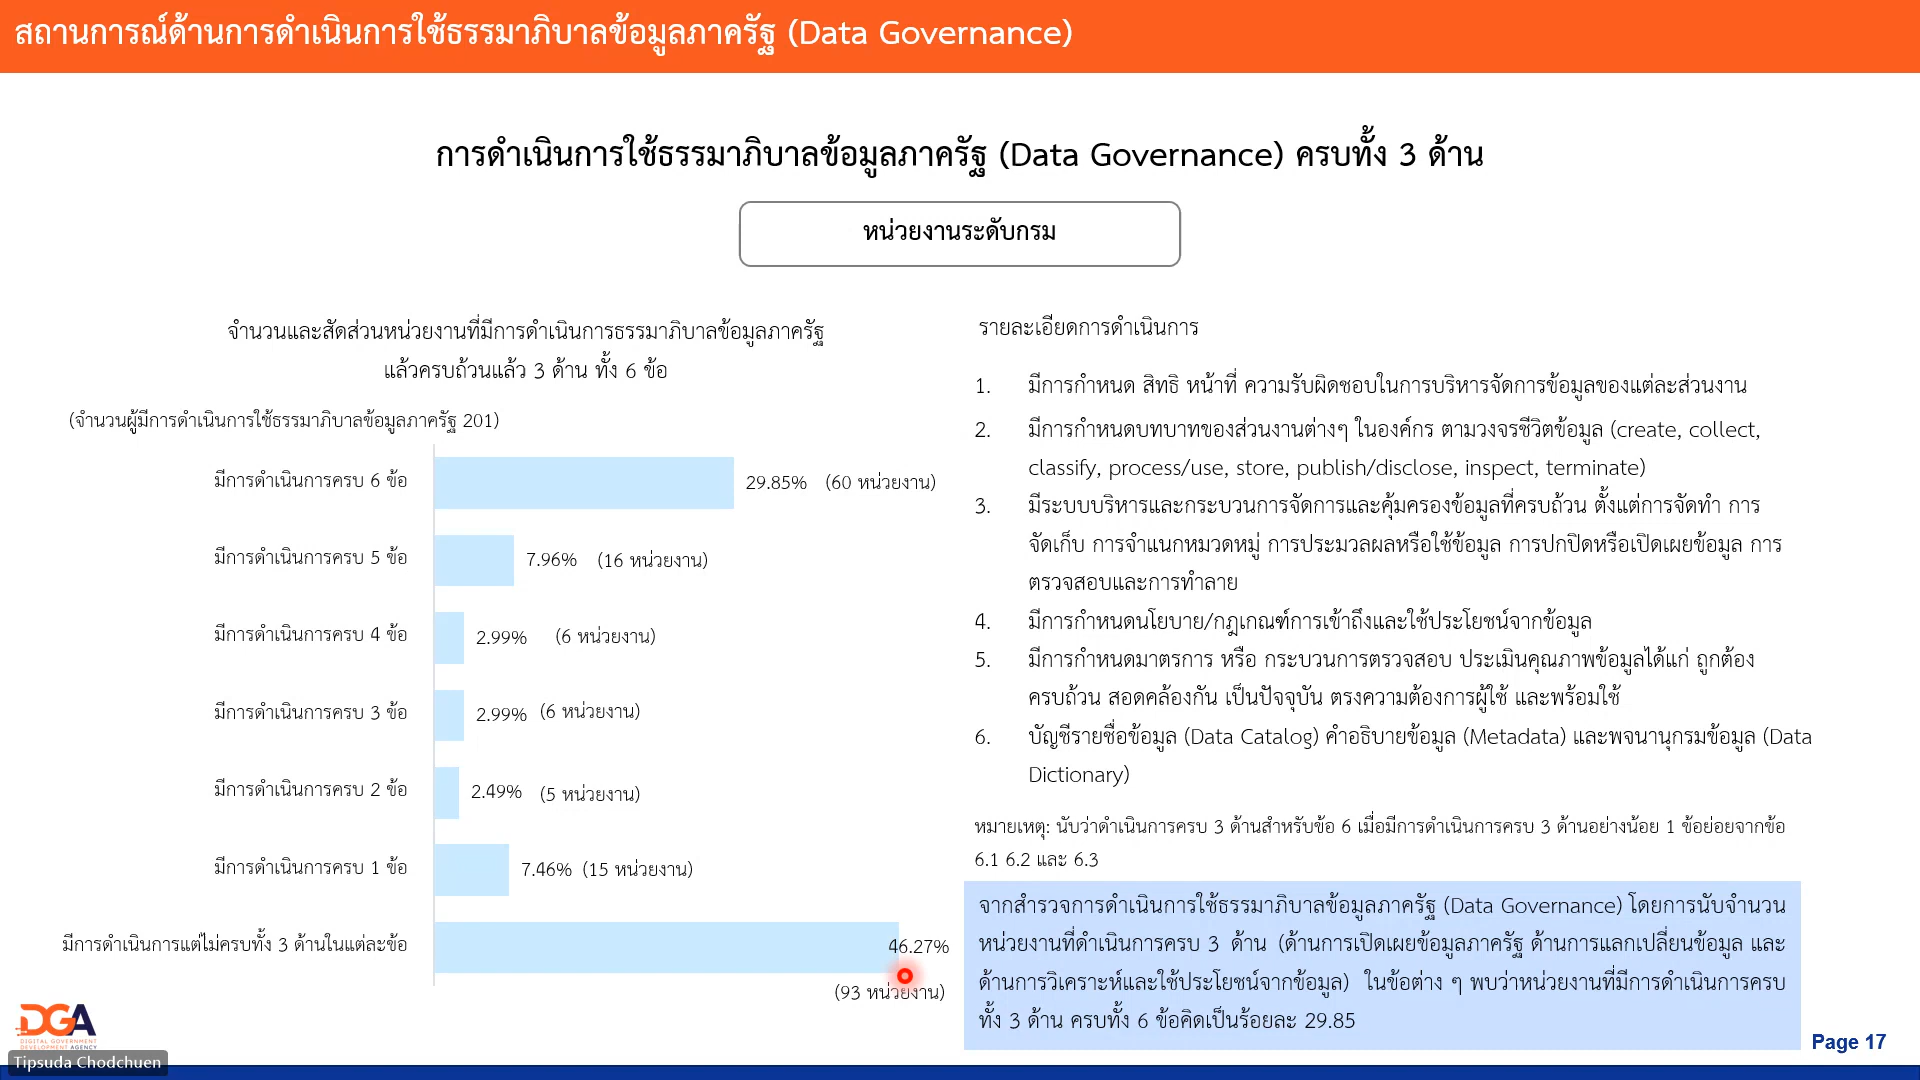 สถานการณ์ด้านการดำเนินการใช้ธรรมาภิบาลข้อมูลภาครัฐ (Data Governance)
การดำเนินการใช้ธรรมาภิบาลข้อมูลภาครัฐ (Data Governance) ครบทั้ง 3 ด้าน
หน่วยงานระดับกรม
จำนวนและสัดส่วนหน่วยงานที่มีการดำเนินการธรรมาภิบาลข้อมูลภาครัฐ
แล้วครบถ้วนแล้ว 3 ด้าน ทั้ง 6 ข้อ
(จำนวนผู้มีการดำเนินการใช้ธรรมาภิบาลข้อมูลภาครัฐ 201)
มีการดำเนินการครบ 6 ข้อ 29.85% (60 หน่วยงาน)
มีการดำเนินการครบ 5 ข้อ 7.96% (16 หน่วยงาน)
มีการดำเนินการครบ 4 ข้อ 2.99% (6 หน่วยงาน)
มีการดำเนินการครบ 3 ข้อ 2.99% (6 หน่วยงาน)
มีการดำเนินการครบ 2 ข้อ 2.49% (5 หน่วยงาน)
มีการดำเนินการครบ 1 ข้อ 7.46% (15 หน่วยงาน)
มีการดำเนินการแต่ไม่ครบทั้ง 3 ด้านในแต่ละข้อ 46.27%
(93 หน่วยงาน)
รายละเอียดการดำเนินการ
1. มีการกำหนด สิทธิ หน้าที่ ความรับผิดชอบในการบริหารจัดการข้อมูลของแต่ละส่วนงาน
2. มีการกำหนดบทบาทของส่วนงานต่างๆ ในองค์กร ตามวงจรชีวิตข้อมูล (create, collect,
classify, process/use, store, publish/disclose, inspect, terminate)
3. มีระบบบริหารและกระบวนการจัดการและคุ้มครองข้อมูลที่ครบถ้วน ตั้งแต่การจัดทำ การ
จัดเก็บ การจำแนกหมวดหมู่ การประมวลผลหรือใช้ข้อมูล การปกปิดหรือเปิดเผยข้อมูล การ
ตรวจสอบและการทำลาย
4. มีการกำหนดนโยบาย/กฎเกณฑ์การเข้าถึงและใช้ประโยชน์จากข้อมูล
5. มีการกำหนดมาตรการ หรือ กระบวนการตรวจสอบ ประเมินคุณภาพข้อมูลได้แก่ ถูกต้อง
ครบถ้วน สอดคล้องกัน เป็นปัจจุบัน ตรงความต้องการผู้ใช้ และพร้อมใช้
6. บัญชีรายชื่อข้อมูล (Data Catalog) คำอธิบายข้อมูล (Metadata) และพจนานุกรมข้อมูล (Data
Dictionary)
หมายเหตุ: นับว่าดำเนินการครบ 3 ด้านสำหรับข้อ 6 เมื่อมีการดำเนินการครบ 3 ด้านอย่างน้อย 1 ข้อย่อยจากข้อ
6.1 6.2 และ 6.3
จากสำรวจการดำเนินการใช้ธรรมาภิบาลข้อมูลภาครัฐ (Data Governance) โดยการนับจำนวน
หน่วยงานที่ดำเนินการครบ 3 ด้าน (ด้านการเปิดเผยข้อมูลภาครัฐ ด้านการแลกเปลี่ยนข้อมูล และ
ด้านการวิเคราะห์และใช้ประโยชน์จากข้อมูล) ในข้อต่าง ๆ พบว่าหน่วยงานที่มีการดำเนินการครบ
ทั้ง 3 ด้าน ครบทั้ง 6 ข้อคิดเป็นร้อยละ 29.85
DGA
DIGITAL GOVERNMENT
DEVELOPMENT AGENCY
Tipsuda Chodchuen
Page 17